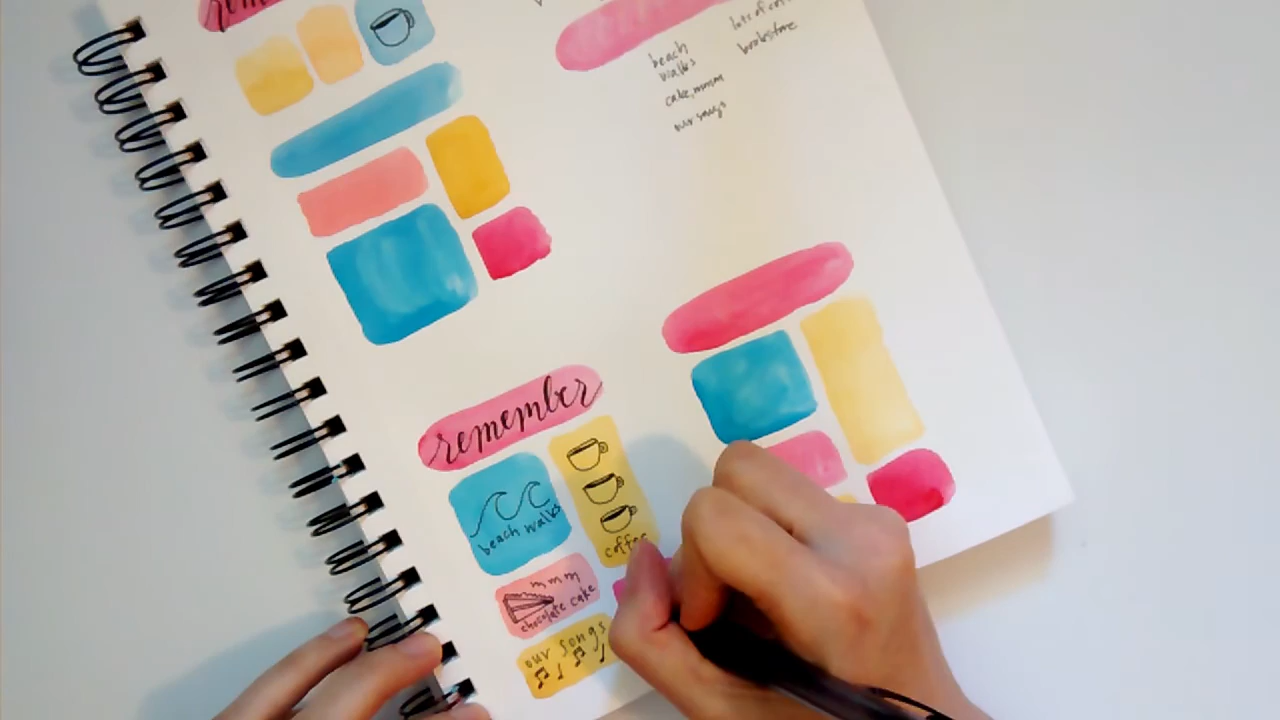 beach
walks
cake, mmm
our songs
bookstore
remember
beach walks
coffee
mmm
chocolate cake
our songs